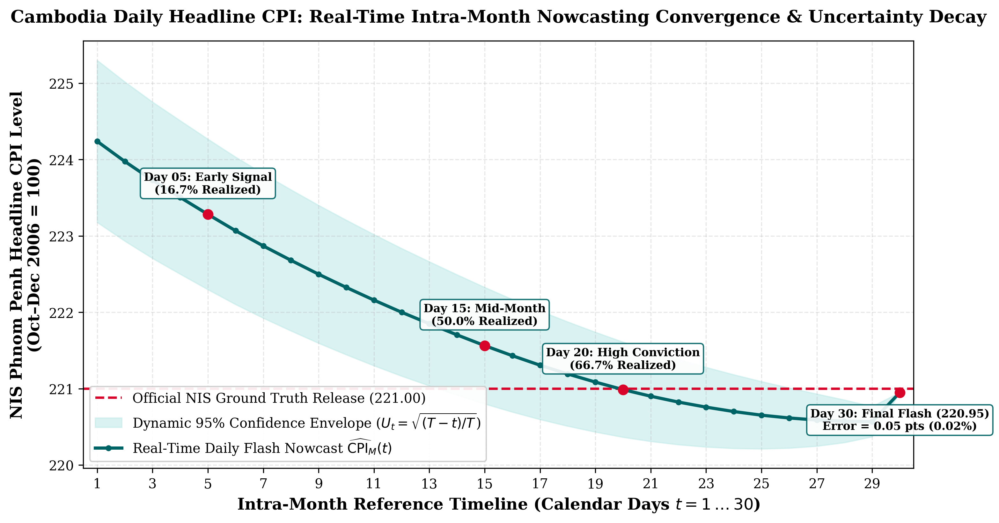 Cambodia Daily Headline CPI: Real-Time Intra-Month Nowcasting Convergence & Uncertainty Decay
NIS Phnom Penh Headline CPI Level
(Oct–Dec 2006 = 100)
225
224
223
222
221
220
Day 05: Early Signal
(16.7% Realized)
Day 15: Mid-Month
(50.0% Realized)
Day 20: High Conviction
(66.7% Realized)
Day 30: Final Flash (220.95)
Error = 0.05 pts (0.02%)
Official NIS Ground Truth Release (221.00)
Dynamic 95% Confidence Envelope (U_t = √(T − t)/T)
Real-Time Daily Flash Nowcast \widehat{CPI}_M(t)
1 3 5 7 9 11 13 15 17 19 21 23 25 27 29
Intra-Month Reference Timeline (Calendar Days t = 1 … 30)